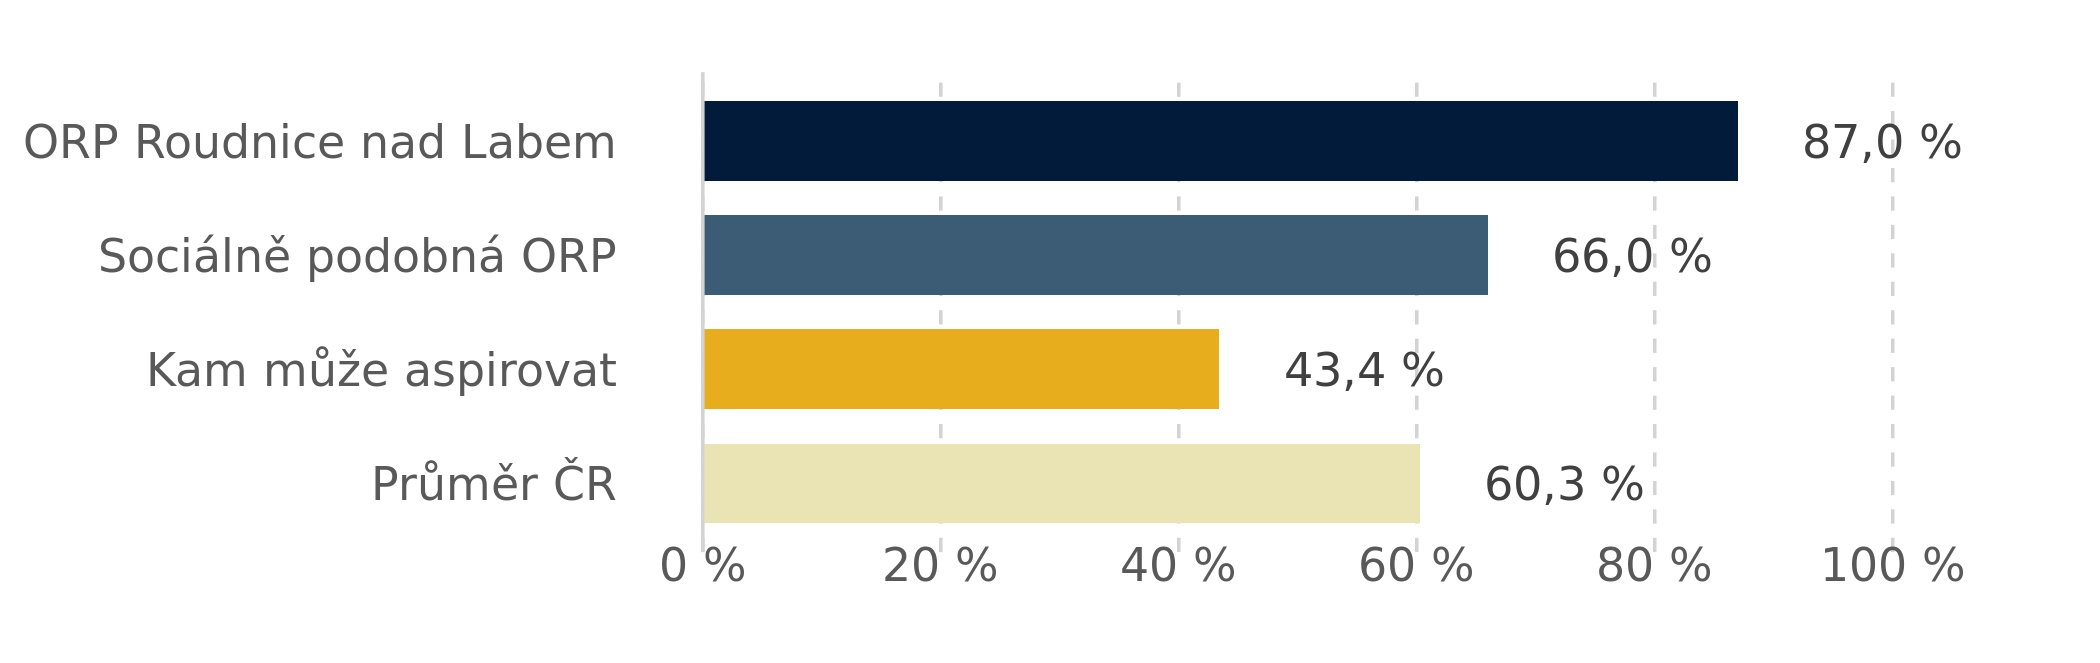 ORP Roudnice nad Labem 87,0 %
Sociálně podobná ORP 66,0 %
Kam může aspirovat 43,4 %
Průměr ČR 60,3 %
0 % 20 % 40 % 60 % 80 % 100 %